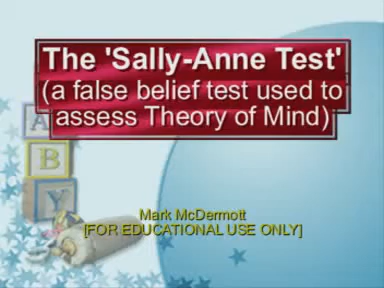 The 'Sally-Anne Test'
(a false belief test used to
assess Theory of Mind)
A
B
Y
Mark McDermott
[FOR EDUCATIONAL USE ONLY]